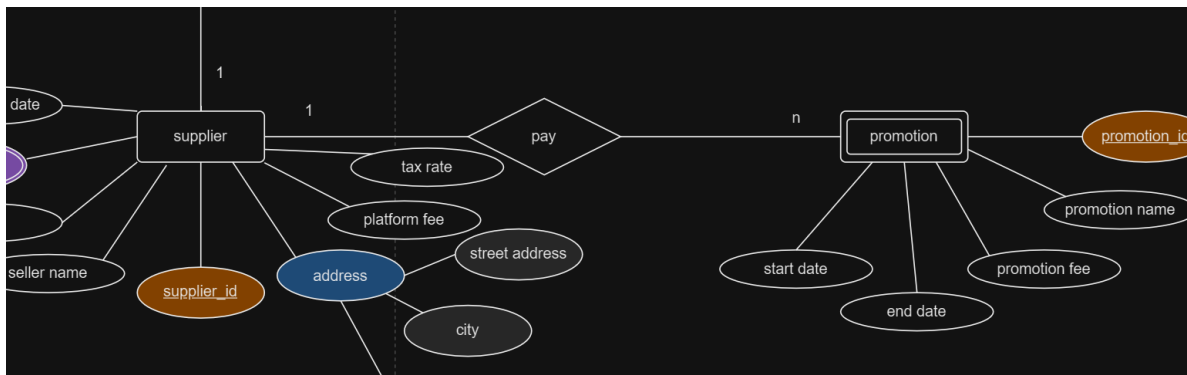 1
date
supplier
1
pay
n
promotion
promotion_id
tax rate
platform fee
promotion name
seller name
supplier_id
address
street address
city
start date
promotion fee
end date